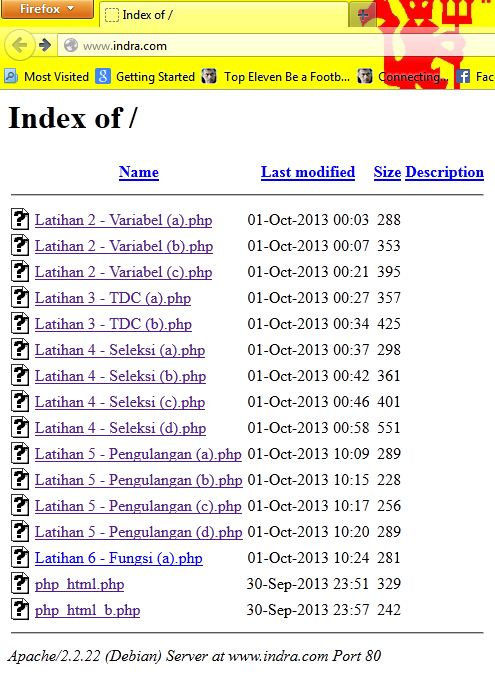 Firefox
Index of /
www.indra.com
Most Visited Getting Started Top Eleven Be a Footb... Connecting... Fac
Index of /
Name Last modified Size Description
Latihan 2 - Variabel (a).php 01-Oct-2013 00:03 288
Latihan 2 - Variabel (b).php 01-Oct-2013 00:07 353
Latihan 2 - Variabel (c).php 01-Oct-2013 00:21 395
Latihan 3 - TDC (a).php 01-Oct-2013 00:27 357
Latihan 3 - TDC (b).php 01-Oct-2013 00:34 425
Latihan 4 - Seleksi (a).php 01-Oct-2013 00:37 298
Latihan 4 - Seleksi (b).php 01-Oct-2013 00:42 361
Latihan 4 - Seleksi (c).php 01-Oct-2013 00:46 401
Latihan 4 - Seleksi (d).php 01-Oct-2013 00:58 551
Latihan 5 - Pengulangan (a).php 01-Oct-2013 10:09 289
Latihan 5 - Pengulangan (b).php 01-Oct-2013 10:15 228
Latihan 5 - Pengulangan (c).php 01-Oct-2013 10:17 256
Latihan 5 - Pengulangan (d).php 01-Oct-2013 10:20 289
Latihan 6 - Fungsi (a).php 01-Oct-2013 10:24 281
php_html.php 30-Sep-2013 23:51 329
php_html_b.php 30-Sep-2013 23:57 242
Apache/2.2.22 (Debian) Server at www.indra.com Port 80